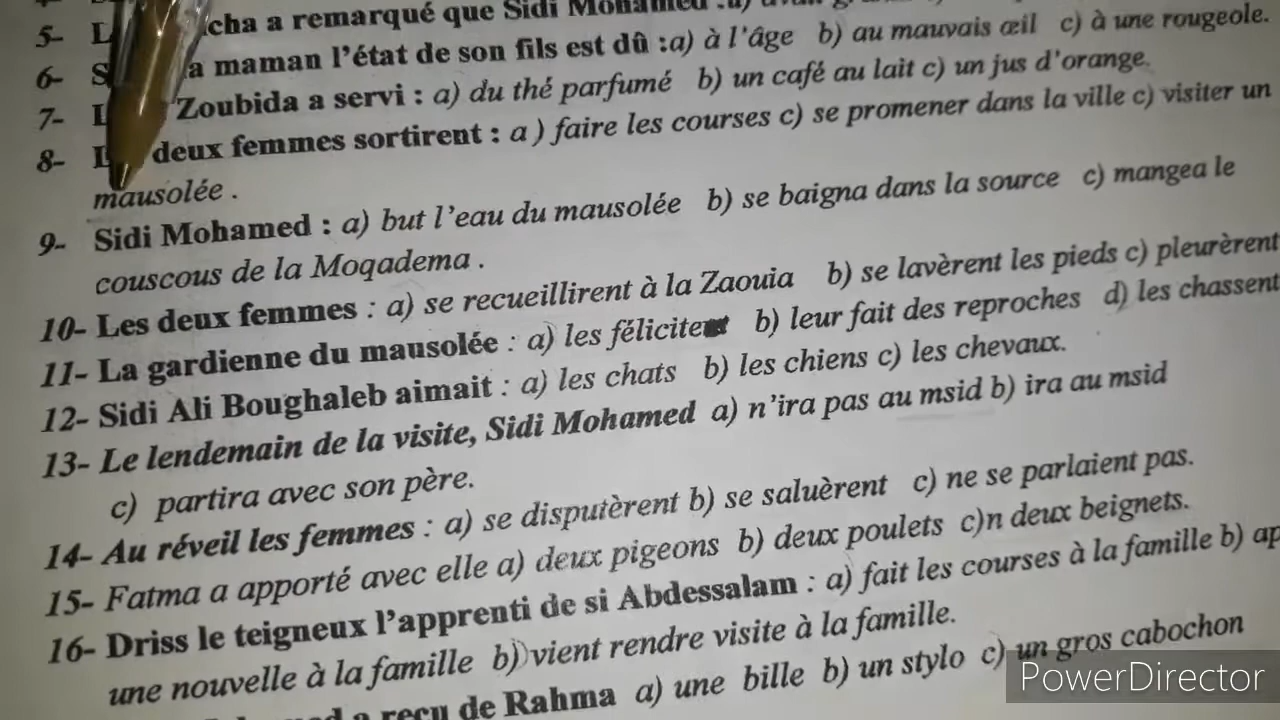 5- a remarqué que Sidi
6- maman l'état de son fils est dû :a) à l'âge b) au mauvais œil c) à une rougeole.
7- Zoubida a servi : a) du thé parfumé b) un café au lait c) un jus d'orange.
8- deux femmes sortirent : a ) faire les courses c) se promener dans la ville c) visiter un
mausolée .
9- Sidi Mohamed : a) but l'eau du mausolée b) se baigna dans la source c) mangea le
couscous de la Moqadema .
10- Les deux femmes : a) se recueillirent à la Zaouia b) se lavèrent les pieds c) pleurèrent
11- La gardienne du mausolée : a) les félicite b) leur fait des reproches d) les chassent
12- Sidi Ali Boughaleb aimait : a) les chats b) les chiens c) les chevaux.
13- Le lendemain de la visite, Sidi Mohamed a) n'ira pas au msid b) ira au msid
c) partira avec son père.
14- Au réveil les femmes : a) se disputèrent b) se saluèrent c) ne se parlaient pas.
15- Fatma a apporté avec elle a) deux pigeons b) deux poulets c)n deux beignets.
16- Driss le teigneux l'apprenti de si Abdessalam : a) fait les courses à la famille b)
une nouvelle à la famille b) vient rendre visite à la famille.
a reçu de Rahma a) une bille b) un stylo c) un gros cabochon
PowerDirector